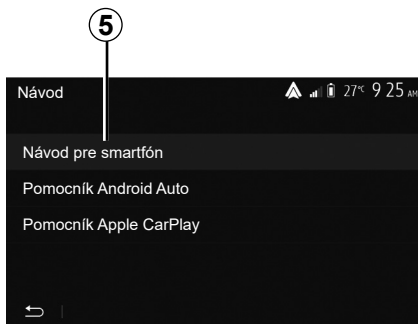 5
Návod 27°C 9 25 AM
Návod pre smartfón
Pomocník Android Auto
Pomocník Apple CarPlay